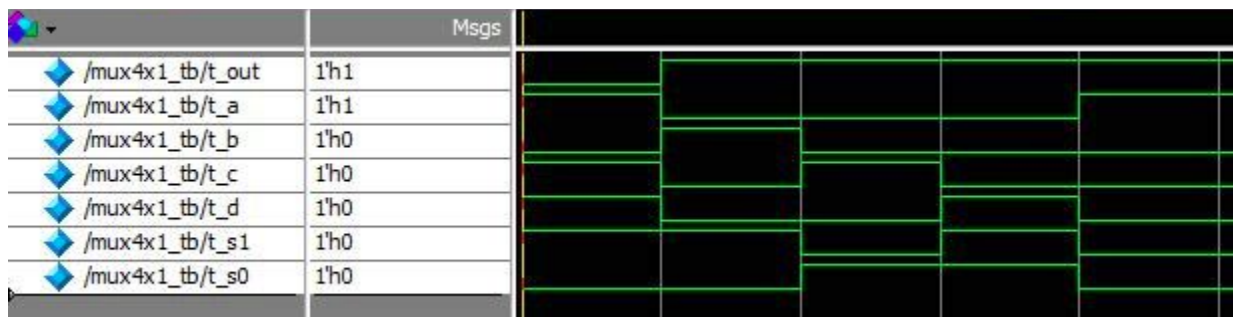 Msgs
/mux4x1_tb/t_out 1'h1
/mux4x1_tb/t_a 1'h1
/mux4x1_tb/t_b 1'h0
/mux4x1_tb/t_c 1'h0
/mux4x1_tb/t_d 1'h0
/mux4x1_tb/t_s1 1'h0
/mux4x1_tb/t_s0 1'h0